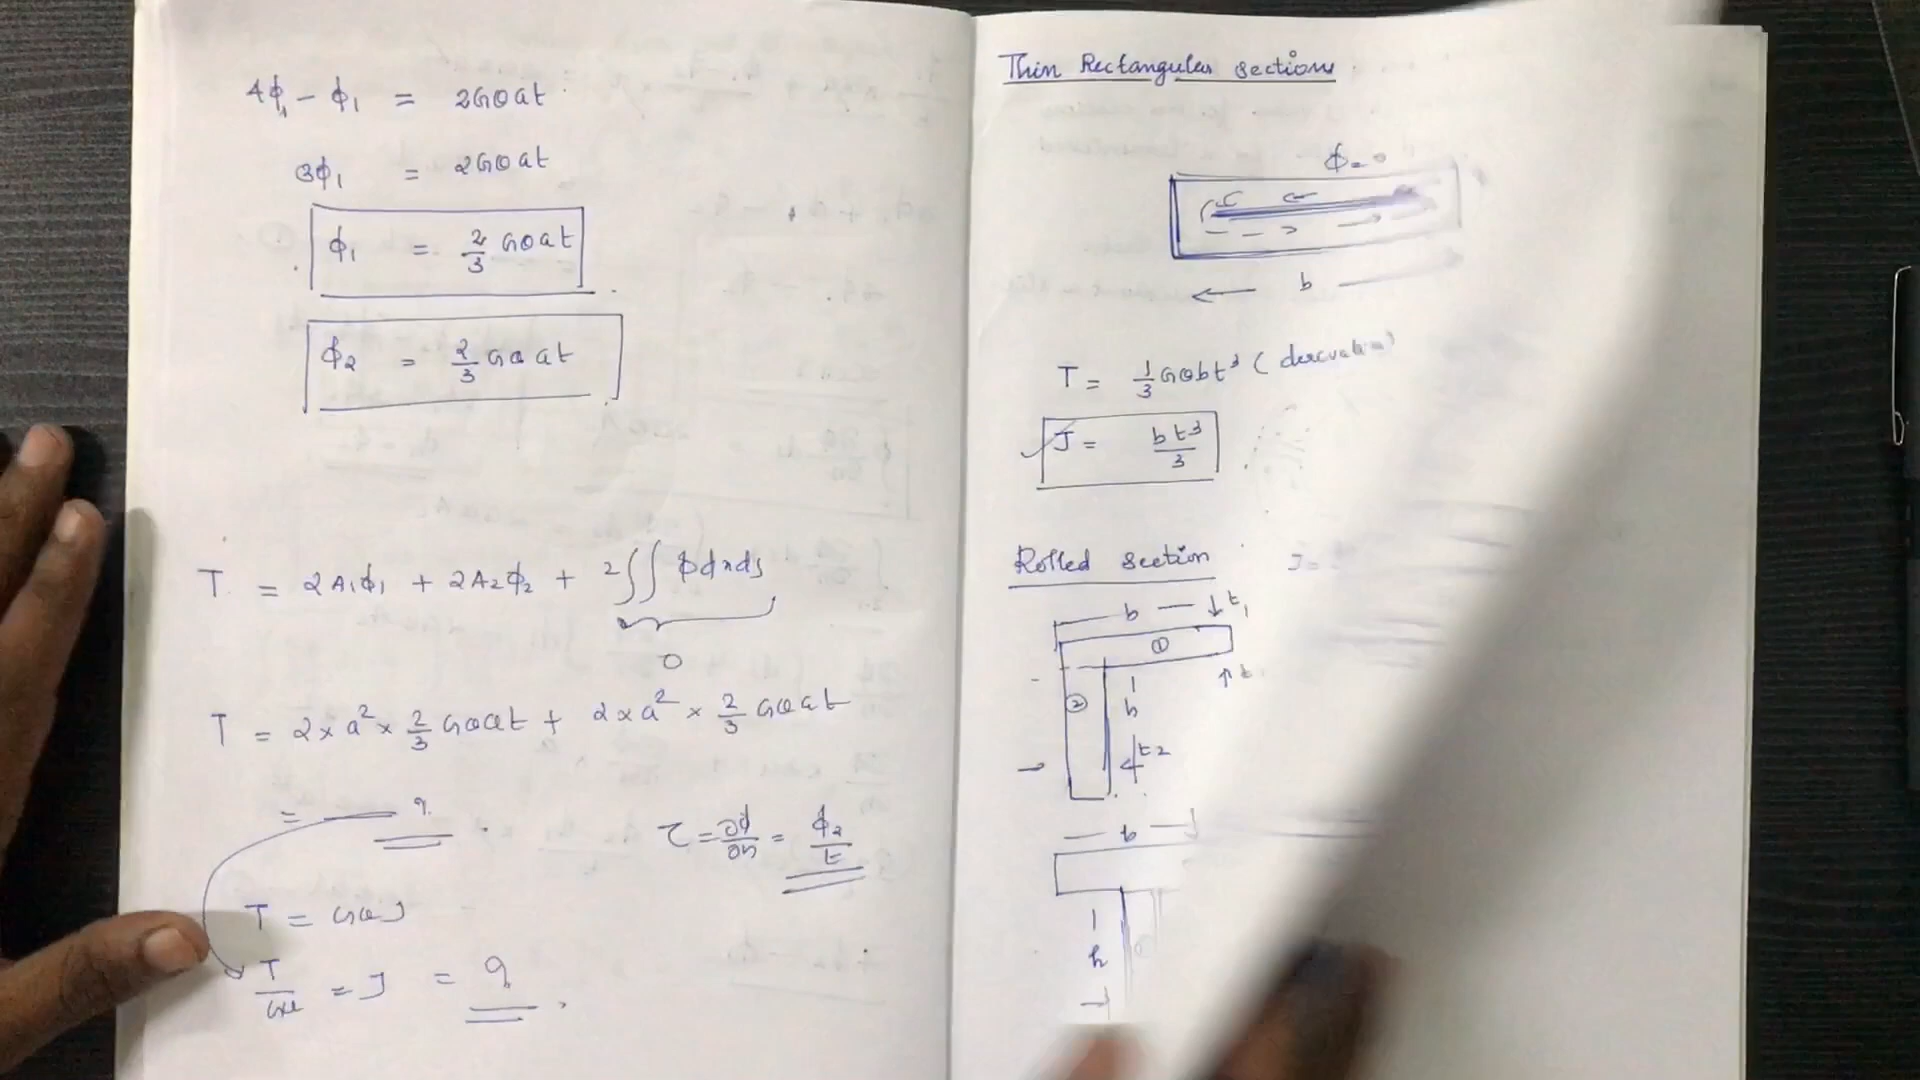 4ϕ₁ - ϕ₁ = 2Gθat
3ϕ₁ = 2Gθat
ϕ₁ = 2/3 Gθat
ϕ₂ = 2/3 Gθat
T = 2A₁ϕ₁ + 2A₂ϕ₂ + 2∬ϕdxdy
0
T = 2×a²×2/3 Gθat + 2×a²×2/3 Gθat
= ?
τ = ∂ϕ/∂n = ϕ₂/t
T = GθJ
T/Gθ = J = ?
Thin Rectangular sections
ϕ=0
b
T = 1/3 Gθbt³ (derivation)
J = bt³/3
Rolled section
J=
b t₁
①
t
② h
t₂
b
h